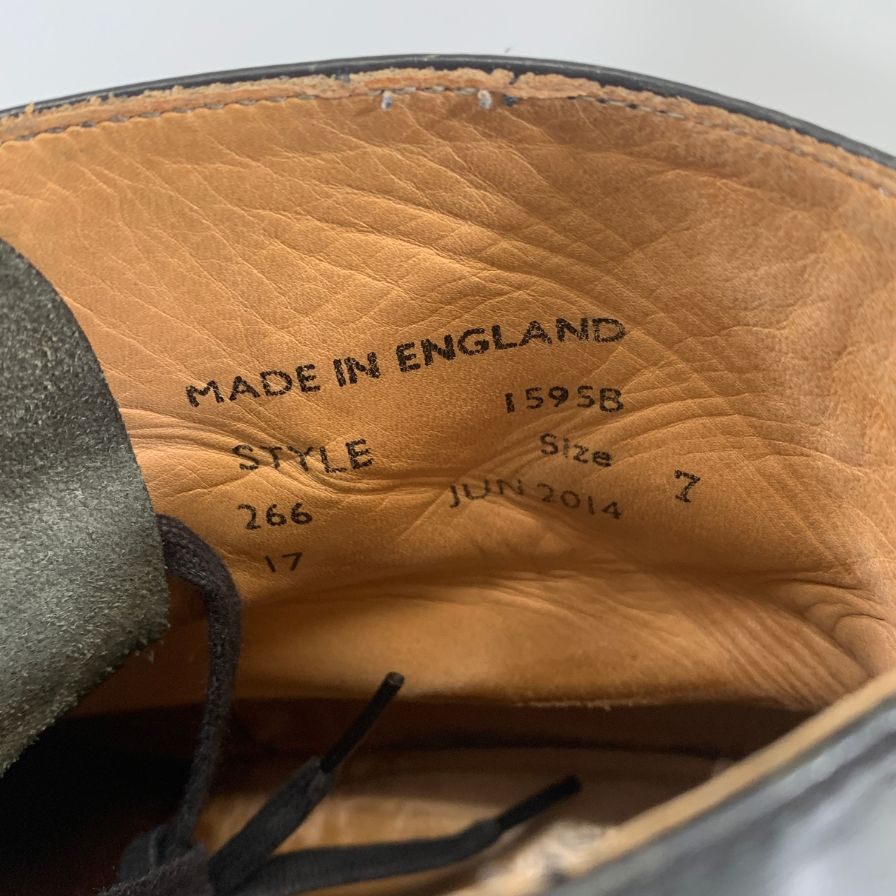 MADE IN ENGLAND
1595B
STYLE Size 7
266 JUN 2014
17